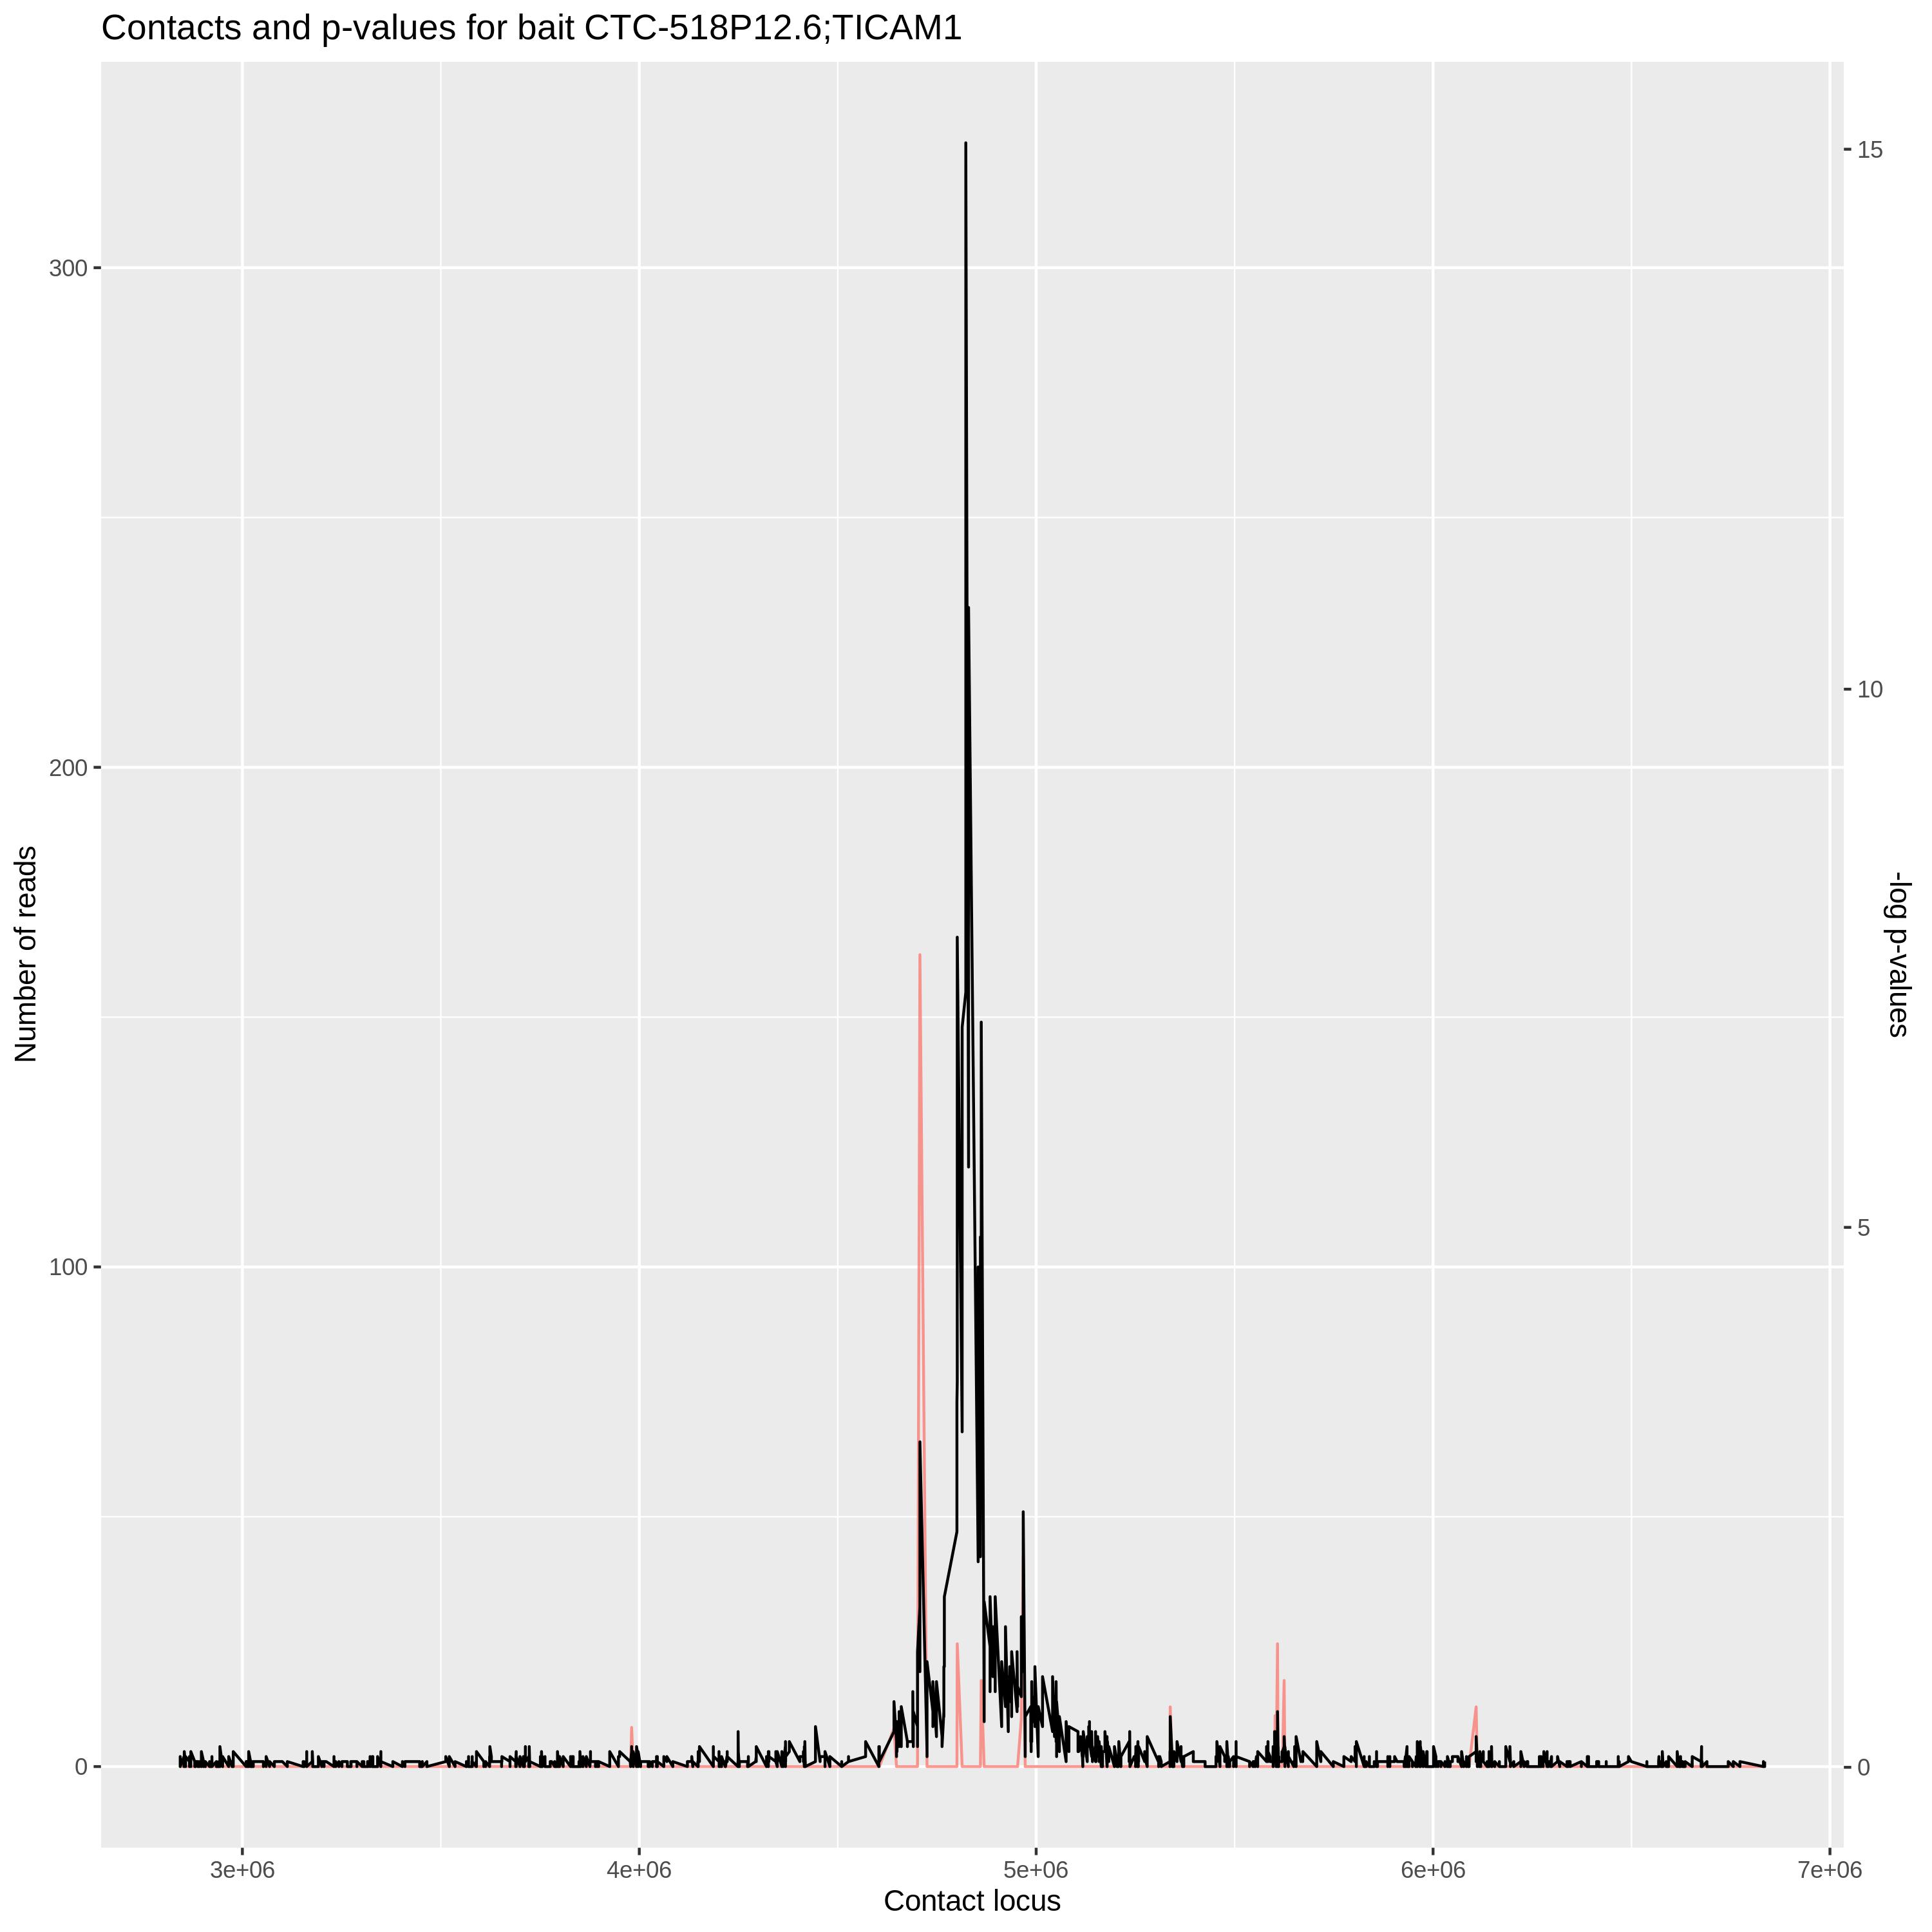 Contacts and p-values for bait CTC-518P12.6;TICAM1
300
200
100
0
Number of reads
15
10
5
0
-log p-values
3e+06
4e+06
5e+06
6e+06
7e+06
Contact locus